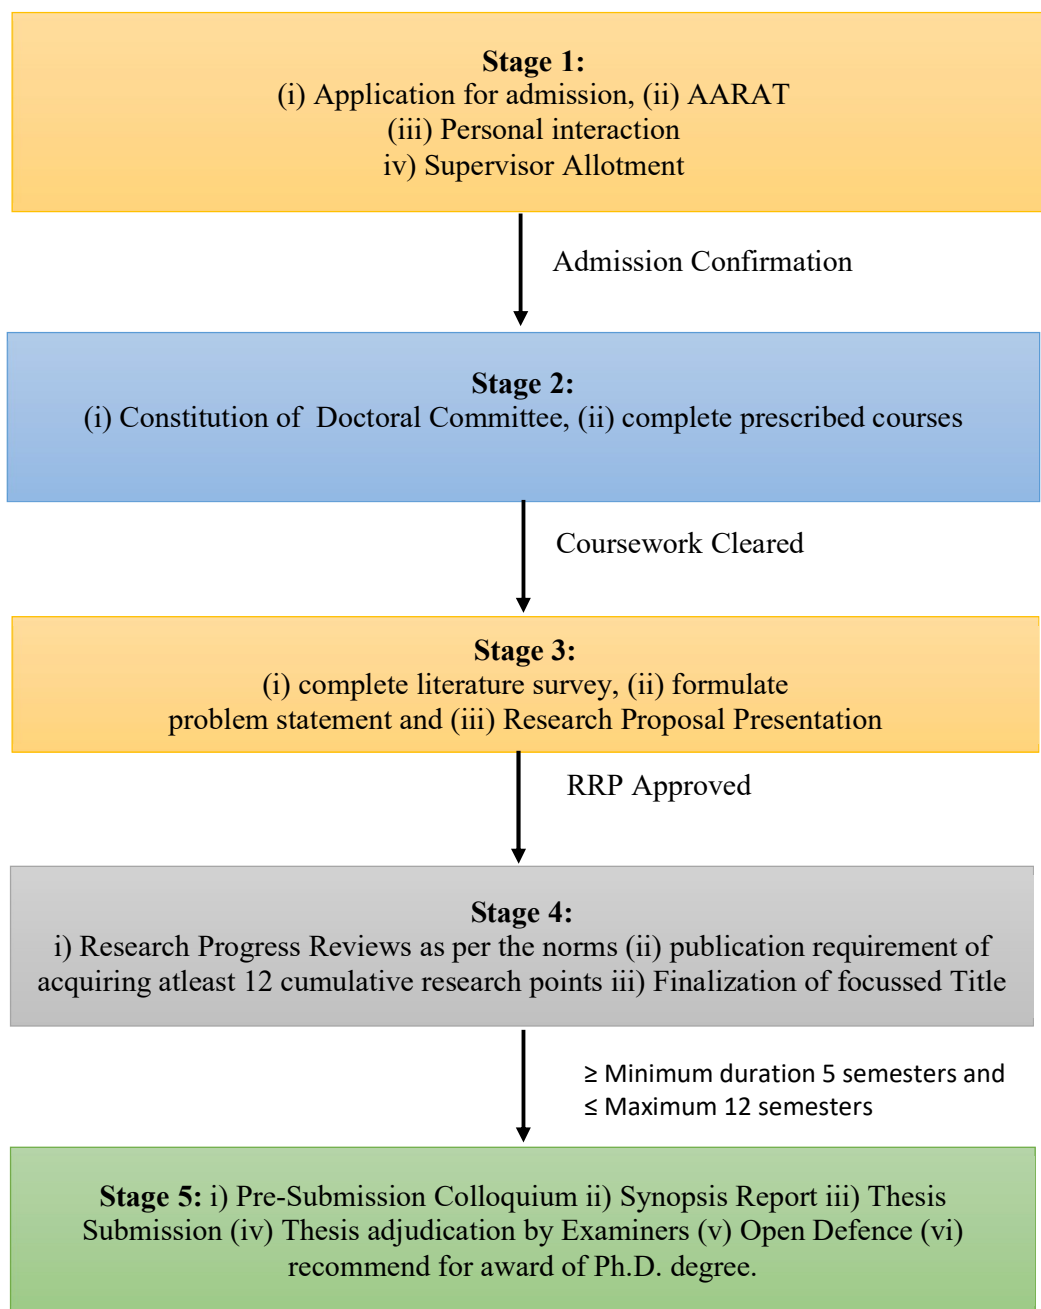 Stage 1:
(i) Application for admission, (ii) AARAT
(iii) Personal interaction
iv) Supervisor Allotment
Admission Confirmation
Stage 2:
(i) Constitution of Doctoral Committee, (ii) complete prescribed courses
Coursework Cleared
Stage 3:
(i) complete literature survey, (ii) formulate
problem statement and (iii) Research Proposal Presentation
RRP Approved
Stage 4:
i) Research Progress Reviews as per the norms (ii) publication requirement of
acquiring atleast 12 cumulative research points iii) Finalization of focussed Title
≥ Minimum duration 5 semesters and
≤ Maximum 12 semesters
Stage 5: i) Pre-Submission Colloquium ii) Synopsis Report iii) Thesis
Submission (iv) Thesis adjudication by Examiners (v) Open Defence (vi)
recommend for award of Ph.D. degree.